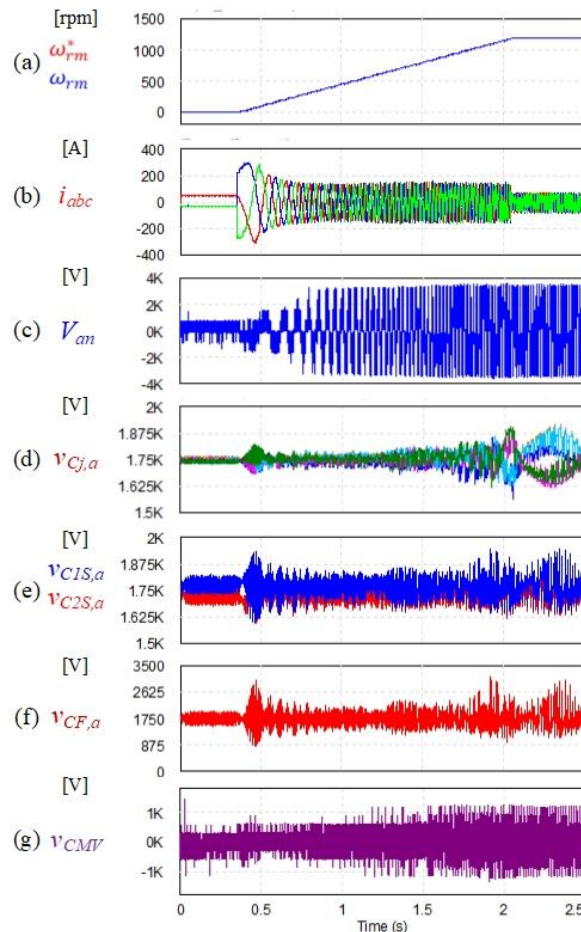 [rpm]
1500
(a) ω*rm
1000
ωrm
500
0
[A]
400
200
(b) iabc
0
-200
-400
[V]
4K
2K
(c) Van
0K
-2K
-4K
[V]
2K
1.875K
(d) vCj,a
1.75K
1.625K
1.5K
[V]
2K
vC1S,a
1.875K
(e)
1.75K
vC2S,a
1.625K
1.5K
[V]
3500
2625
(f) vCF,a
1750
875
0
[V]
1K
(g) vCMV
0K
-1K
0 0.5 1 1.5 2 2.5
Time (s)